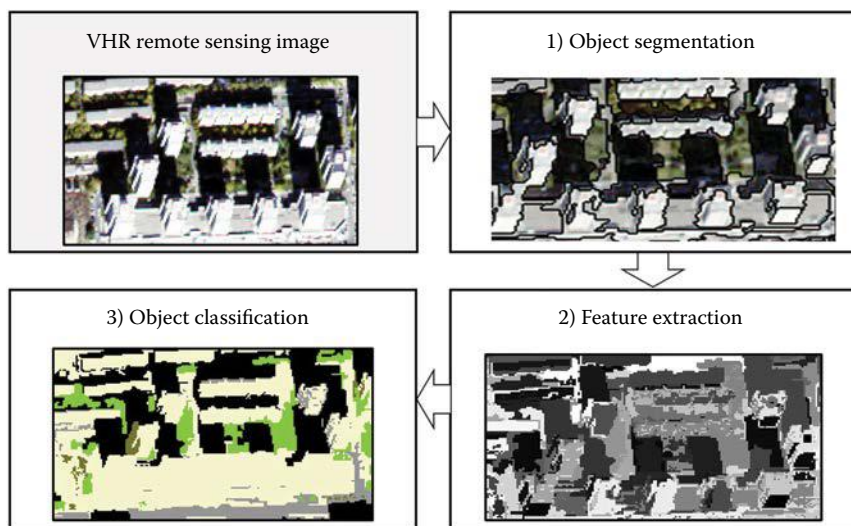 VHR remote sensing image
1) Object segmentation
2) Feature extraction
3) Object classification